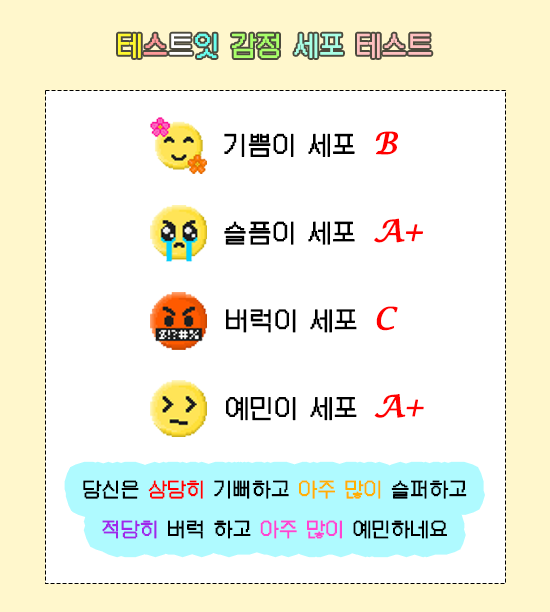 테스트잇 감정 세포 테스트
기쁨이 세포 B
슬픔이 세포 A+
버럭이 세포 C
$!?#%
예민이 세포 A+
당신은 상당히 기뻐하고 아주 많이 슬퍼하고
적당히 버럭 하고 아주 많이 예민하네요